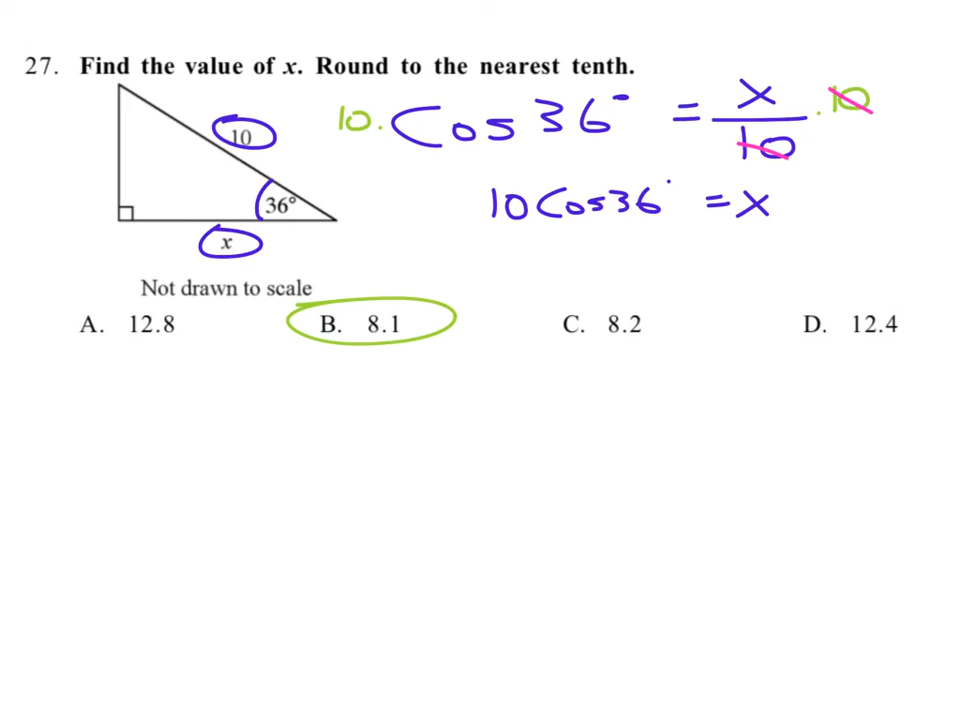 27. Find the value of x. Round to the nearest tenth.
10 · Cos 36° = x/10 · 10
10
36°
10 Cos 36° = x
x
Not drawn to scale
A. 12.8 B. 8.1 C. 8.2 D. 12.4